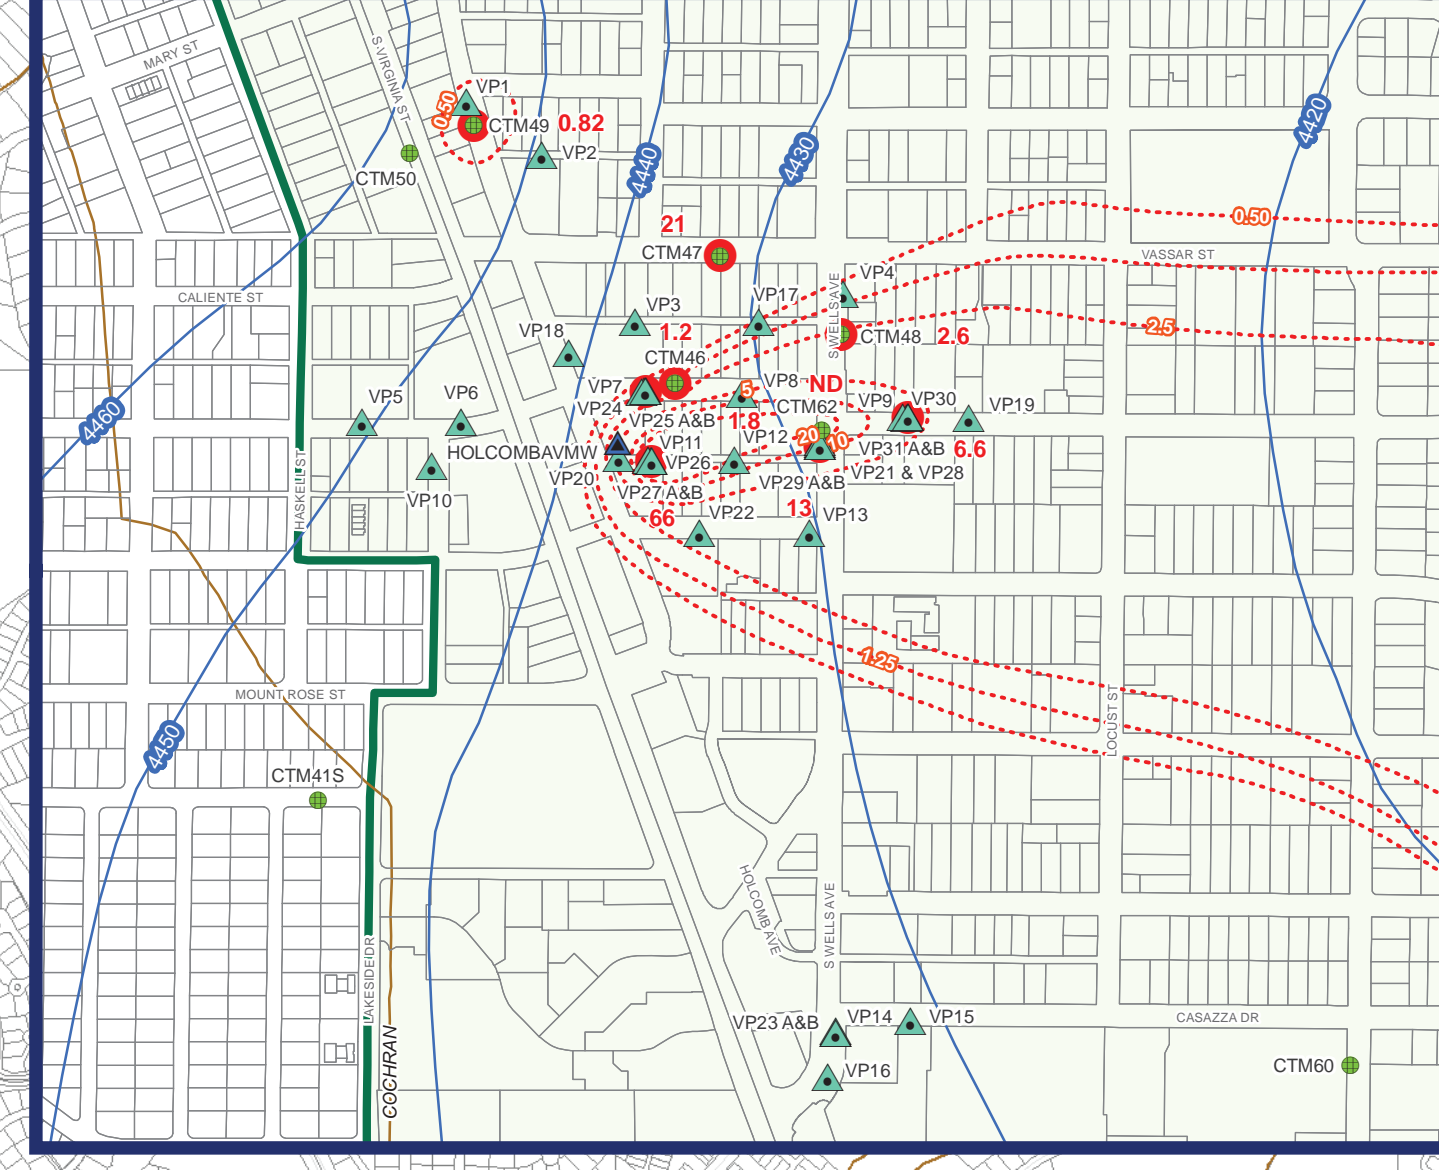 MARY ST
S VIRGINIA ST
VP1
0.50
CTM49
0.82
VP2
CTM50
4440
4430
4420
21
CTM47
0.50
VASSAR ST
CALIENTE ST
S WELLS AVE
VP4
VP3
VP17
VP18
1.2
CTM48
2.6
2.5
CTM46
VP7
VP8
ND
5
VP5
VP6
VP24
CTM62
VP9
VP30
VP19
4460
VP25 A&B
1.8
HOLCOMBAVMW
VP11
VP12
20
10
VP31 A&B
6.6
VP26
VP20
VP21 & VP28
VP10
VP27 A&B
VP29 A&B
HASKELL ST
66
VP22
13
VP13
1.25
MOUNT ROSE ST
LOCUST ST
4450
CTM41S
HOLCOMB AVE
S WELLS AVE
LAKESIDE DR
VP23 A&B
VP14
VP15
CASAZZA DR
COCHRAN
VP16
CTM60